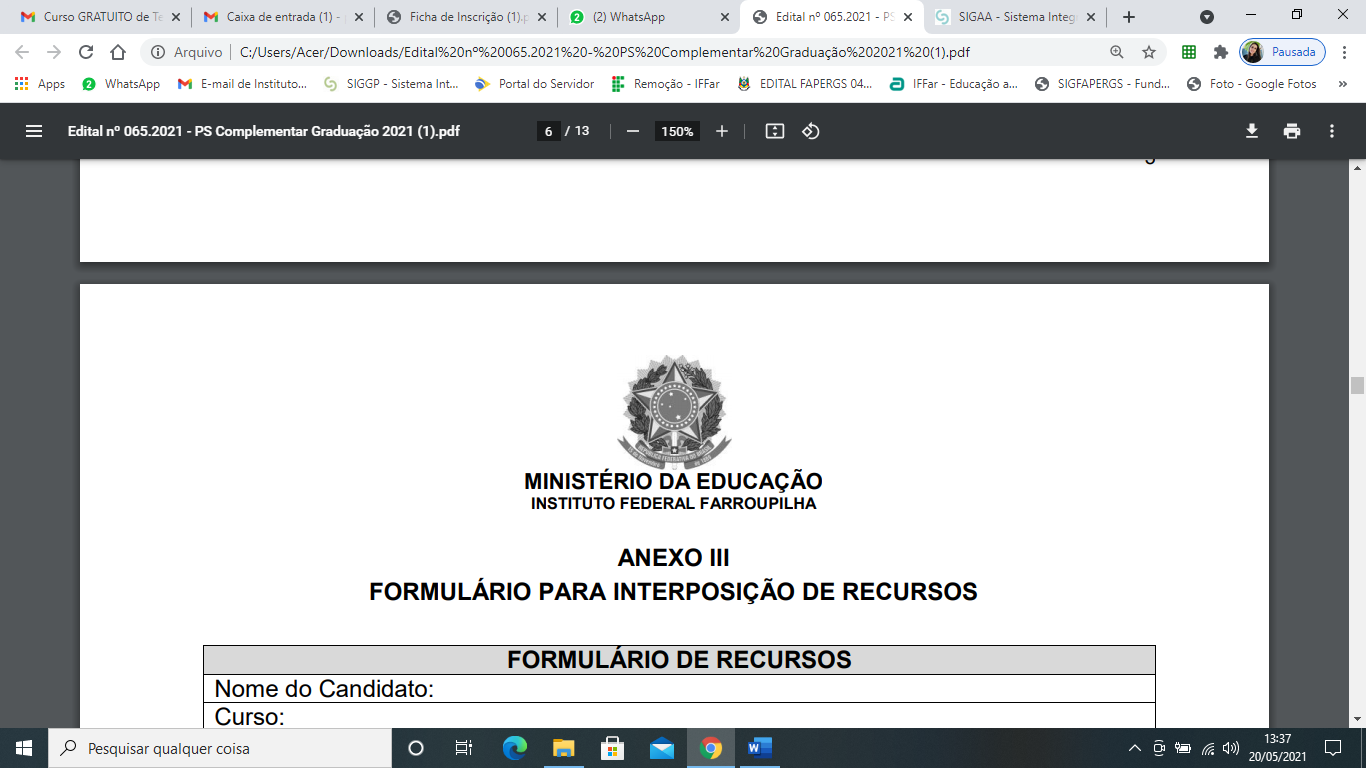 Curso GRATUITO de Te
Caixa de entrada (1) -
Ficha de Inscrição (1).p
(2) WhatsApp
Edital nº 065.2021 - PS
SIGAA - Sistema Integ
Arquivo
C:/Users/Acer/Downloads/Edital%20nº%20065.2021%20-%20PS%20Complementar%20Graduação%202021%20(1).pdf
Pausada
Apps
WhatsApp
E-mail de Instituto...
SIGGP - Sistema Int...
Portal do Servidor
Remoção - IFFar
EDITAL FAPERGS 04...
IFFar - Educação a...
SIGFAPERGS - Fund...
Foto - Google Fotos
»
Edital nº 065.2021 - PS Complementar Graduação 2021 (1).pdf
6 / 13
150%
MINISTÉRIO DA EDUCAÇÃO
INSTITUTO FEDERAL FARROUPILHA
ANEXO III
FORMULÁRIO PARA INTERPOSIÇÃO DE RECURSOS
FORMULÁRIO DE RECURSOS
Nome do Candidato:
Curso:
Pesquisar qualquer coisa
13:37
20/05/2021